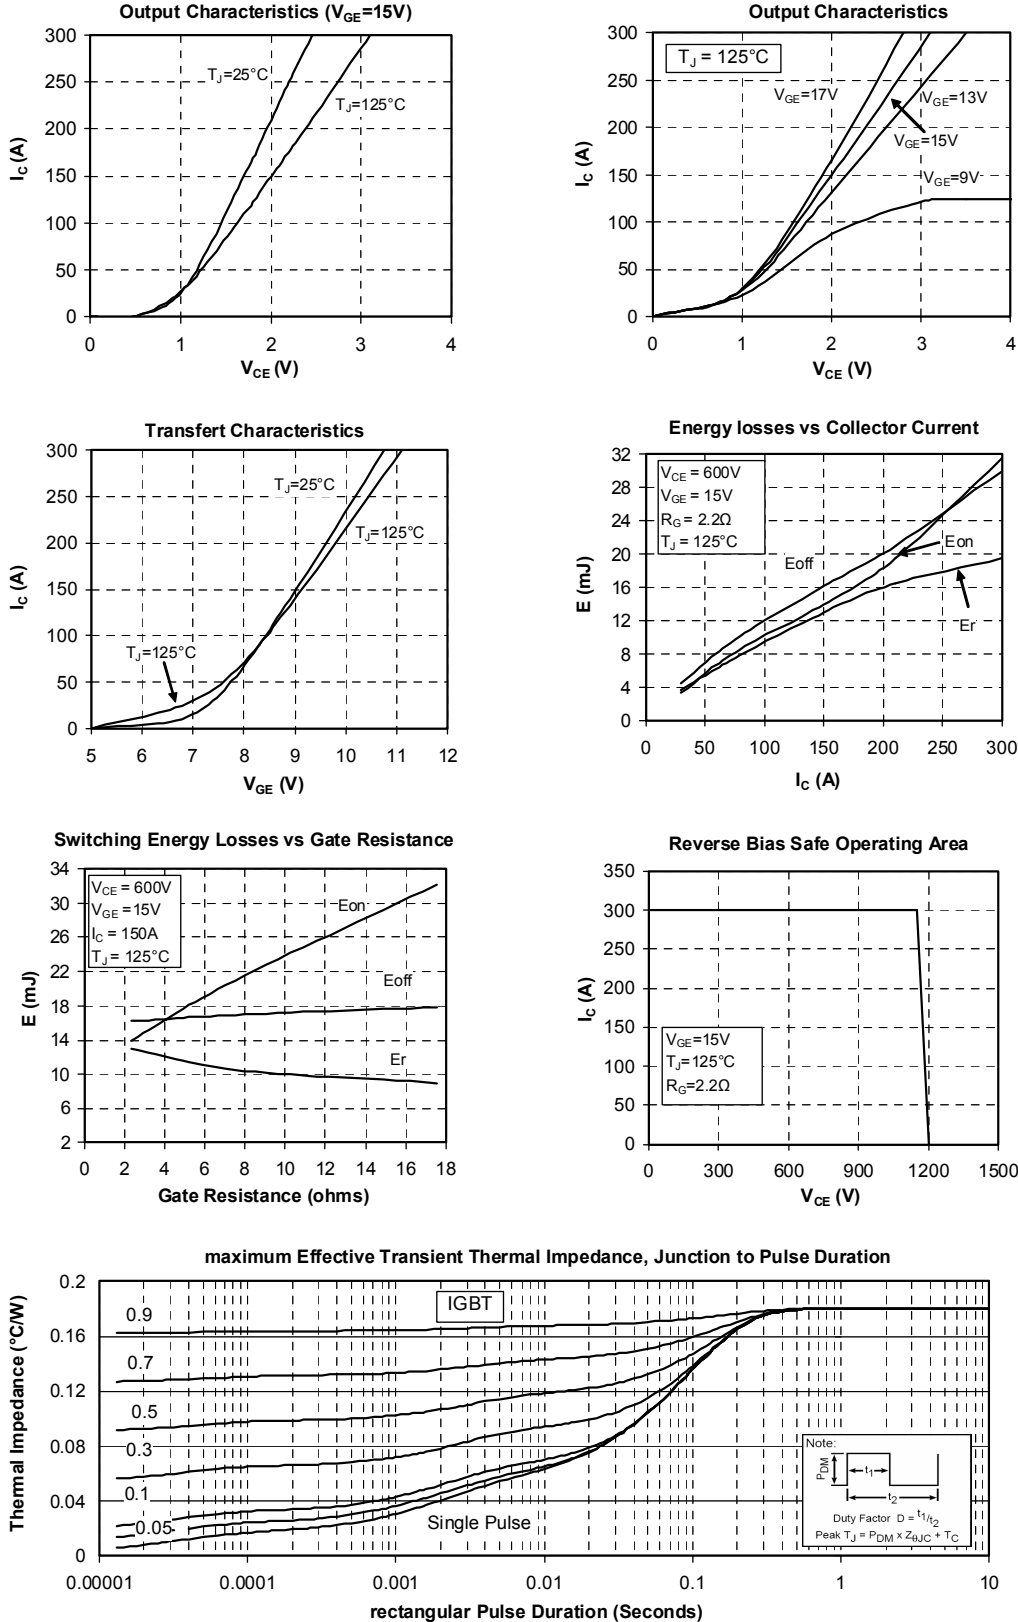 Output Characteristics (VGE=15V)
300
250
200
150
100
50
0
0 1 2 3 4
IC (A)
VCE (V)
TJ=25°C
TJ=125°C
Output Characteristics
300
250
200
150
100
50
0
0 1 2 3 4
IC (A)
VCE (V)
TJ = 125°C
VGE=17V
VGE=13V
VGE=15V
VGE=9V
Transfert Characteristics
300
250
200
150
100
50
0
5 6 7 8 9 10 11 12
IC (A)
VGE (V)
TJ=25°C
TJ=125°C
TJ=125°C
Energy losses vs Collector Current
32
28
24
20
16
12
8
4
0
0 50 100 150 200 250 300
E (mJ)
IC (A)
VCE = 600V
VGE = 15V
RG = 2.2Ω
TJ = 125°C
Eoff
Eon
Er
Switching Energy Losses vs Gate Resistance
34
30
26
22
18
14
10
6
2
0 2 4 6 8 10 12 14 16 18
E (mJ)
Gate Resistance (ohms)
VCE = 600V
VGE =15V
IC = 150A
TJ = 125°C
Eon
Eoff
Er
Reverse Bias Safe Operating Area
350
300
250
200
150
100
50
0
0 300 600 900 1200 1500
IC (A)
VCE (V)
VGE=15V
TJ=125°C
RG=2.2Ω
maximum Effective Transient Thermal Impedance, Junction to Pulse Duration
0.2
0.16
0.12
0.08
0.04
0
0.00001 0.0001 0.001 0.01 0.1 1 10
Thermal Impedance (°C/W)
rectangular Pulse Duration (Seconds)
IGBT
0.9
0.7
0.5
0.3
0.1
0.05
Single Pulse
Note:
PDM
t1
t2
Duty Factor D = t1/t2
Peak TJ = PDM x ZθJC + TC